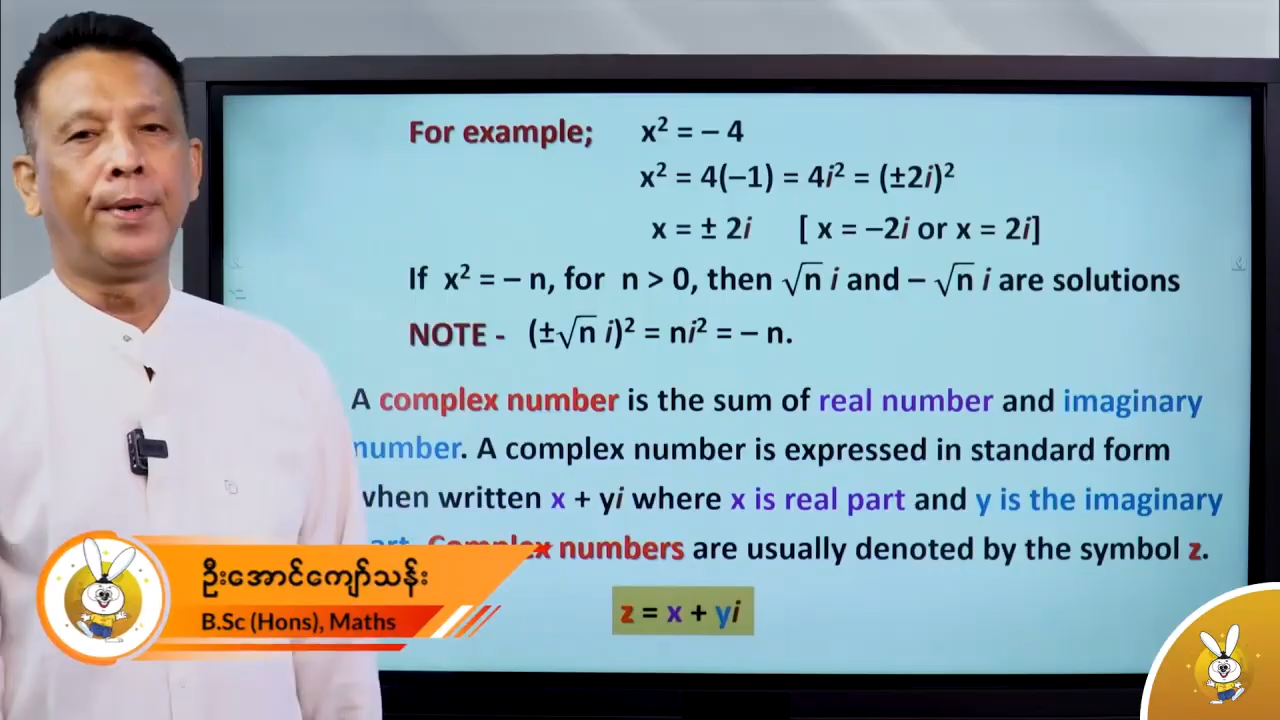 For example; x² = – 4
x² = 4(–1) = 4i² = (±2i)²
x = ± 2i [ x = –2i or x = 2i]
If x² = – n, for n > 0, then √n i and – √n i are solutions
NOTE - (±√n i)² = ni² = – n.
A complex number is the sum of real number and imaginary
number. A complex number is expressed in standard form
when written x + yi where x is real part and y is the imaginary
numbers are usually denoted by the symbol z.
z = x + yi
ဦးအောင်ကျော်သန်း
B.Sc (Hons), Maths